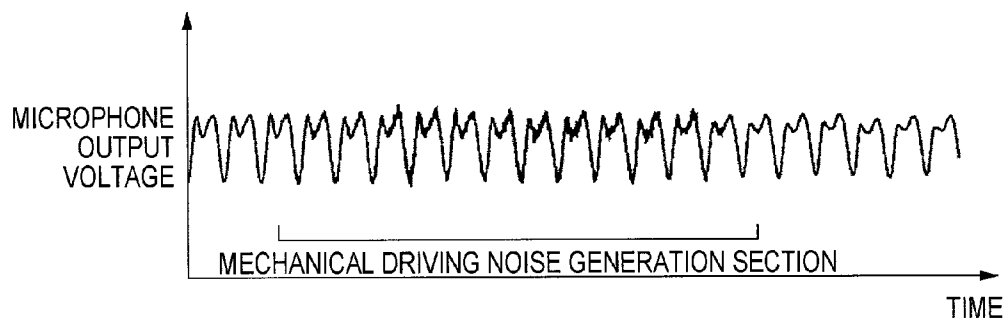 MICROPHONE
OUTPUT
VOLTAGE
MECHANICAL DRIVING NOISE GENERATION SECTION
TIME